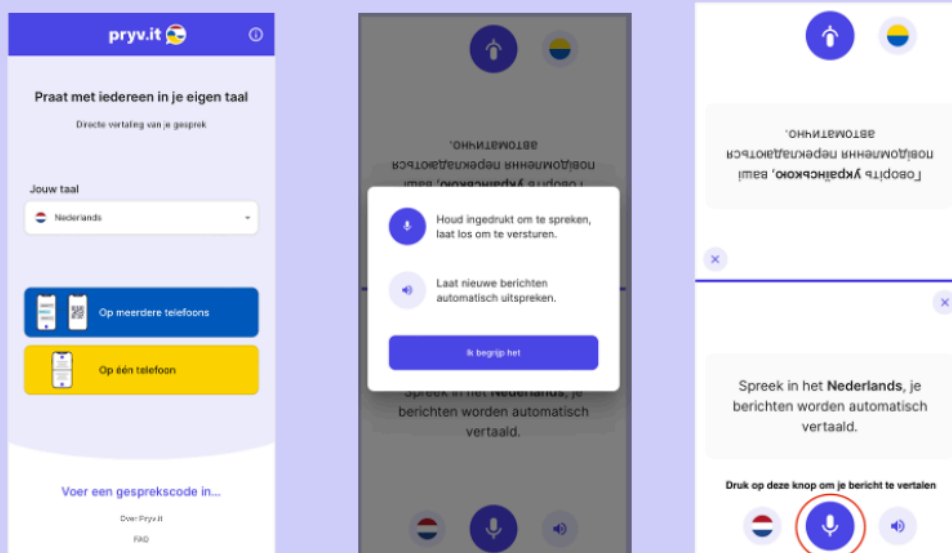 pryv.it
Praat met iedereen in je eigen taal
Directe vertaling van je gesprek
Jouw taal
Nederlands
Op meerdere telefoons
Op één telefoon
Voer een gesprekscode in...
Over Pryv.it
FAQ
Говоріть українською, ваші
повідомлення перекладаються
автоматично.
Houd ingedrukt om te spreken,
laat los om te versturen.
Laat nieuwe berichten
automatisch uitspreken.
Ik begrijp het
Spreek in het Nederlands, je
berichten worden automatisch
vertaald.
Говоріть українською, ваші
повідомлення перекладаються
автоматично.
Spreek in het Nederlands, je
berichten worden automatisch
vertaald.
Druk op deze knop om je bericht te vertalen